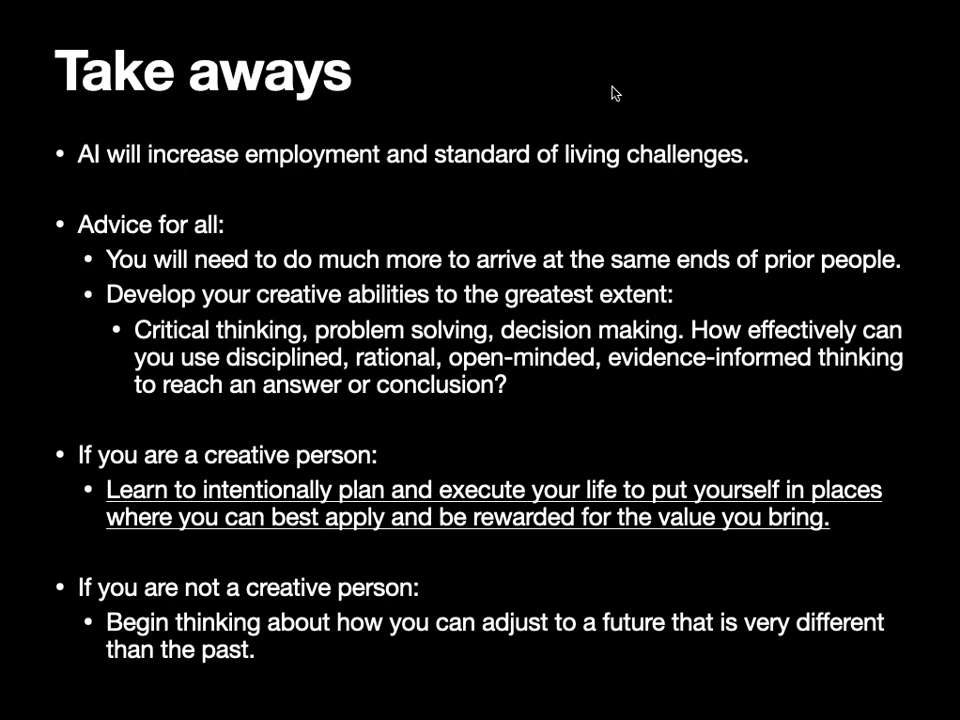 Take aways
• AI will increase employment and standard of living challenges.
• Advice for all:
• You will need to do much more to arrive at the same ends of prior people.
• Develop your creative abilities to the greatest extent:
• Critical thinking, problem solving, decision making. How effectively can
you use disciplined, rational, open-minded, evidence-informed thinking
to reach an answer or conclusion?
• If you are a creative person:
• Learn to intentionally plan and execute your life to put yourself in places
where you can best apply and be rewarded for the value you bring.
• If you are not a creative person:
• Begin thinking about how you can adjust to a future that is very different
than the past.